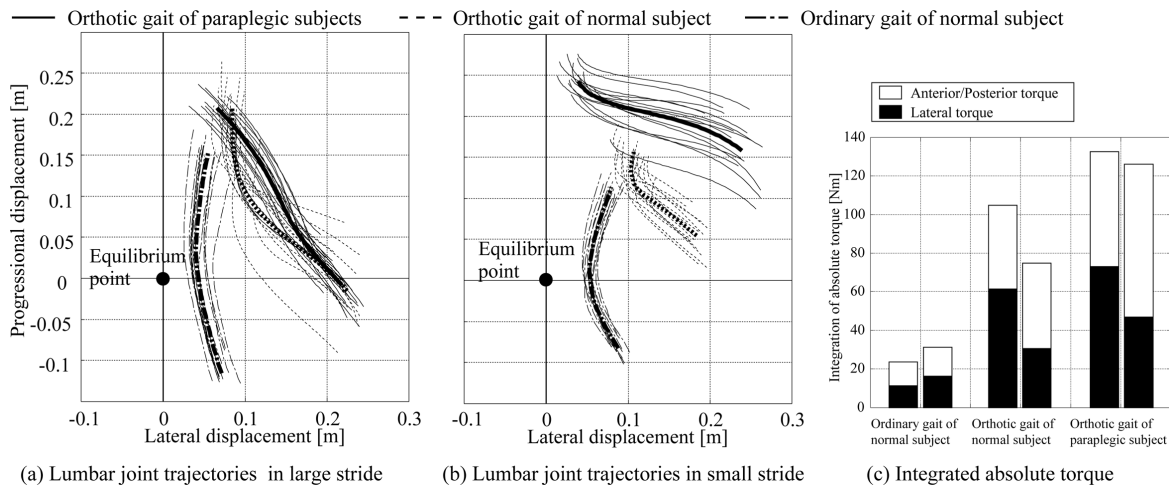 Orthotic gait of paraplegic subjects
Orthotic gait of normal subject
Ordinary gait of normal subject
Progressional displacement [m]
0.25
0.2
0.15
0.1
0.05
0
-0.05
-0.1
Equilibrium
point
-0.1
0
0.1
0.2
0.3
Lateral displacement [m]
(a) Lumbar joint trajectories in large stride
Equilibrium
point
-0.1
0
0.1
0.2
0.3
Lateral displacement [m]
(b) Lumbar joint trajectories in small stride
Anterior/Posterior torque
Lateral torque
Integration of absolute torque [Nm]
140
120
100
80
60
40
20
0
Ordinary gait of
normal subject
Orthotic gait of
normal subject
Orthotic gait of
paraplegic subject
(c) Integrated absolute torque